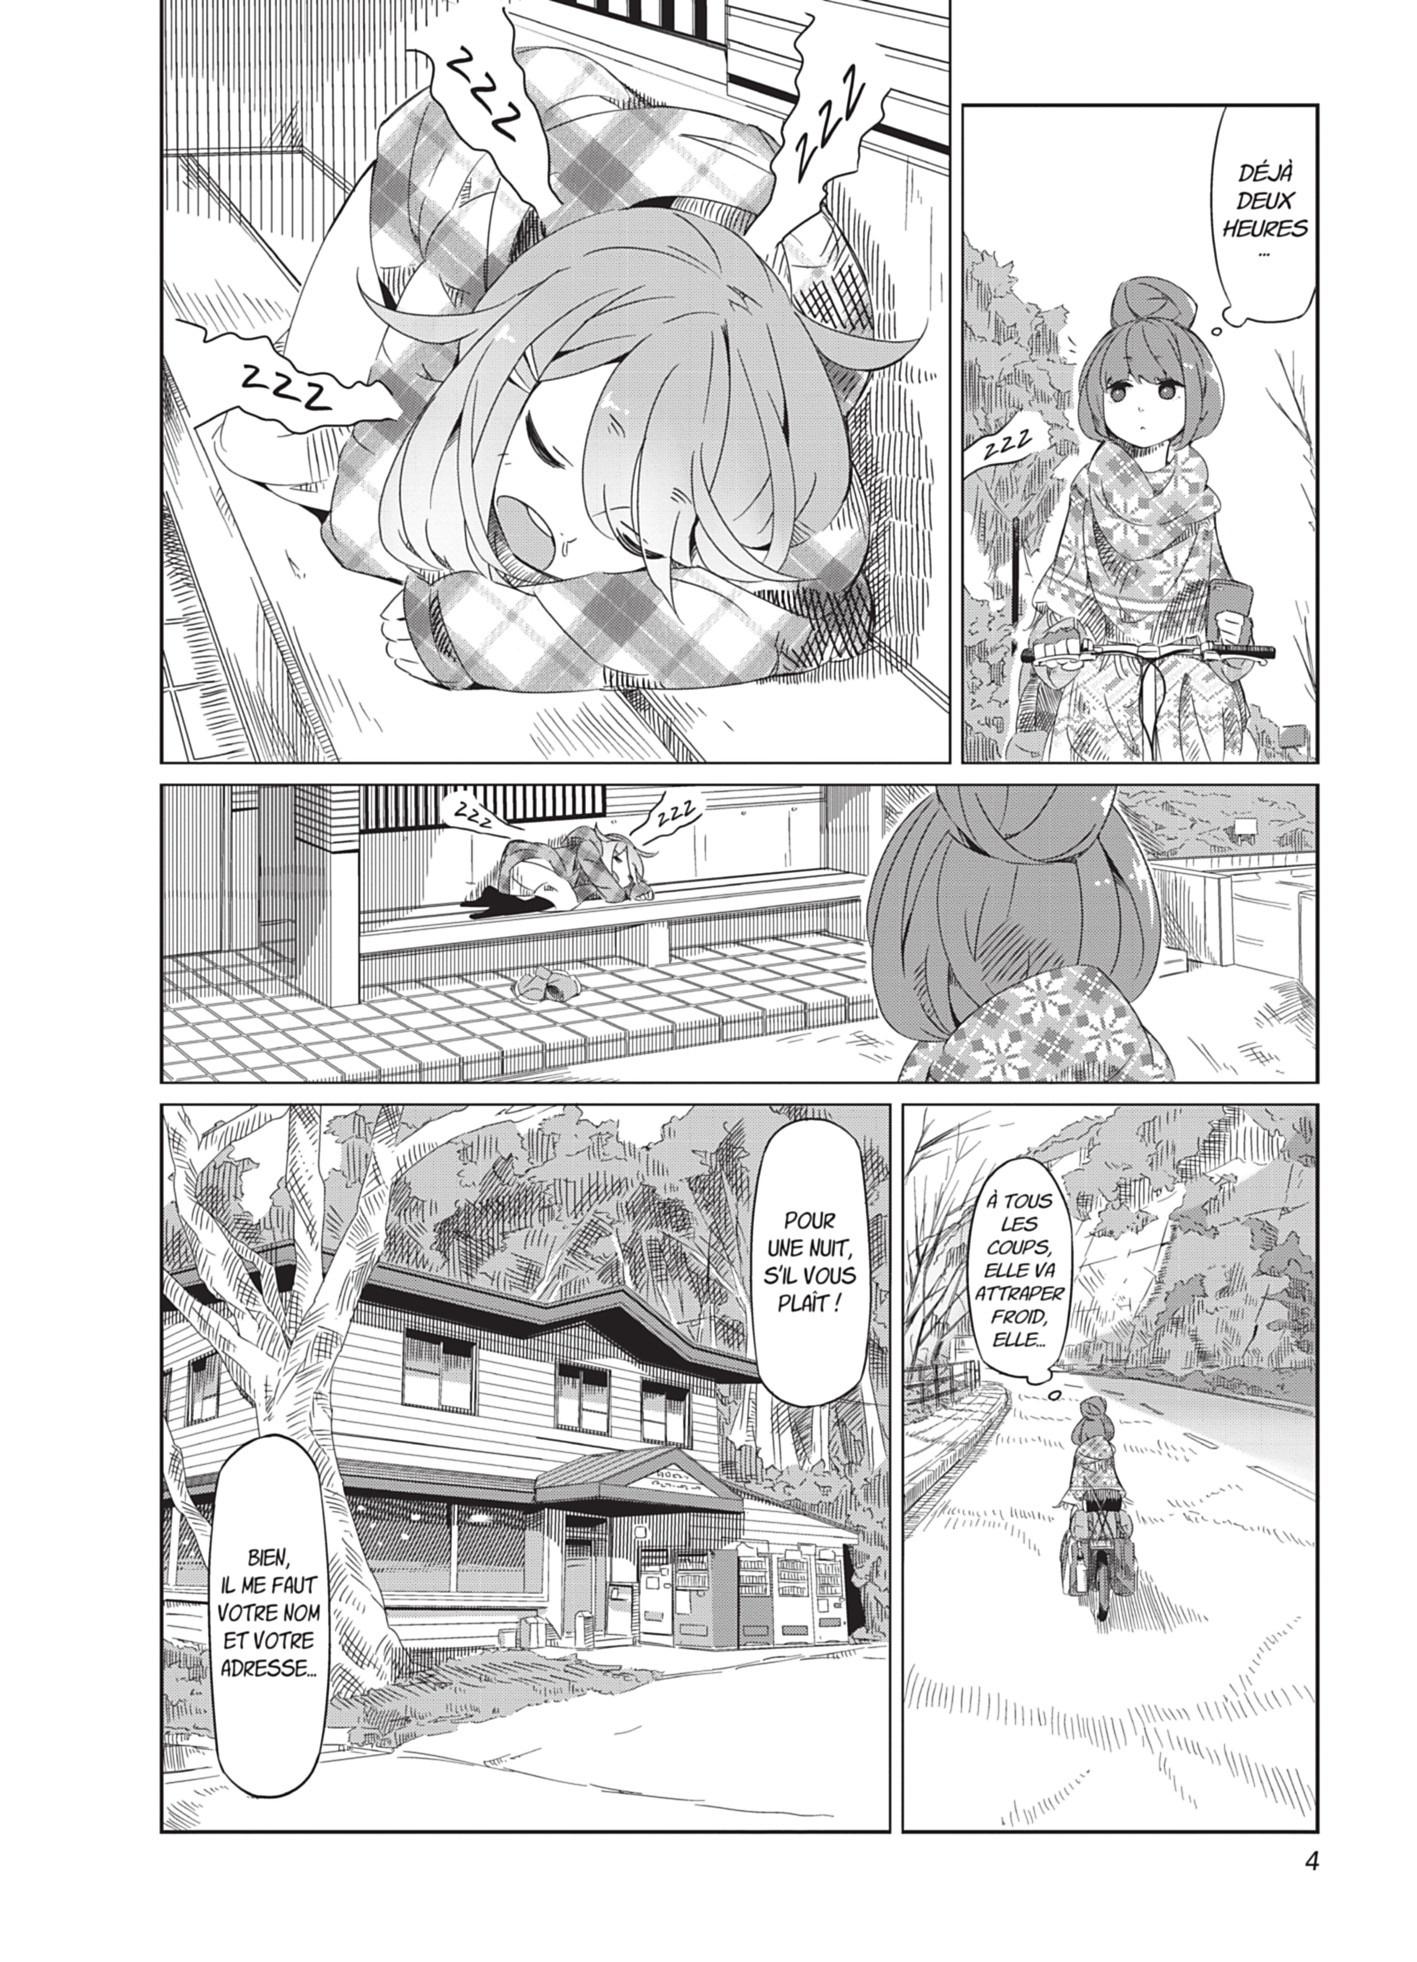 DÉJÀ
DEUX
HEURES
...
ZZZ
ZZZ
ZZZ
ZZZ
ZZZ
ZZZ
À TOUS
LES
COUPS,
ELLE VA
ATTRAPER
FROID,
ELLE...
POUR
UNE NUIT,
S'IL VOUS
PLAÎT !
BIEN,
IL ME FAUT
VOTRE NOM
ET VOTRE
ADRESSE...
4